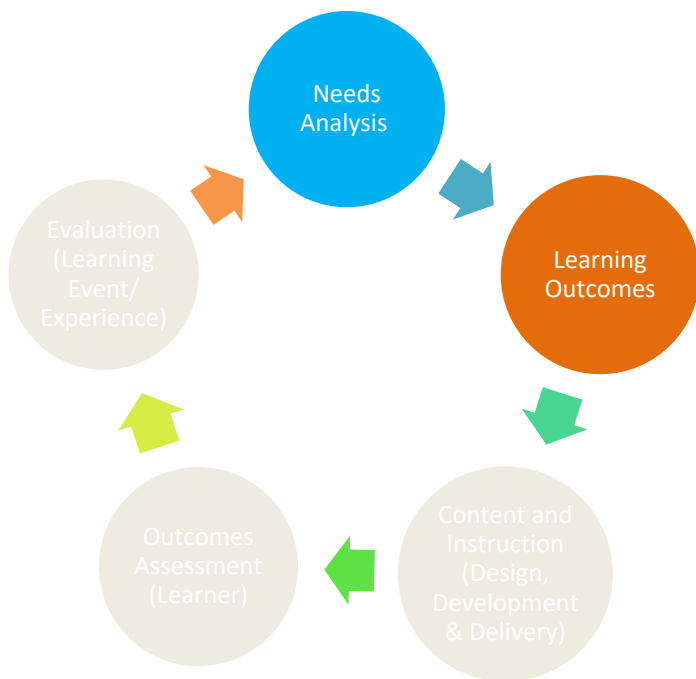 Needs
Analysis
Learning
Outcomes
Content and
Instruction
(Design,
Development
& Delivery)
Outcomes
Assessment
(Learner)
Evaluation
(Learning
Event/
Experience)